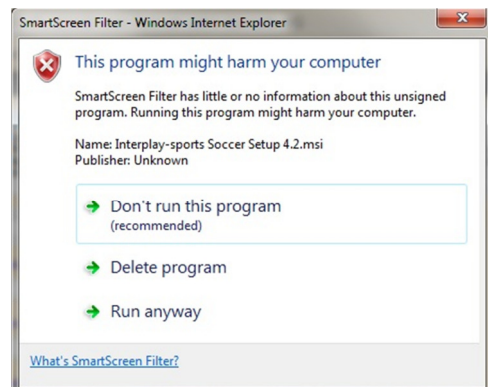 SmartScreen Filter - Windows Internet Explorer
This program might harm your computer
SmartScreen Filter has little or no information about this unsigned
program. Running this program might harm your computer.
Name: Interplay-sports Soccer Setup 4.2.msi
Publisher: Unknown
Don't run this program
(recommended)
Delete program
Run anyway
What's SmartScreen Filter?